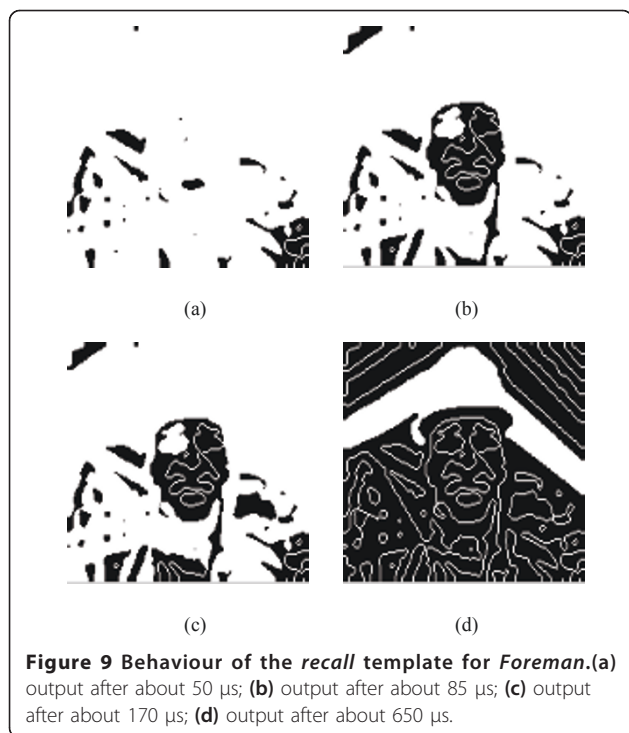 (a)
(b)
(c)
(d)
Figure 9 Behaviour of the recall template for Foreman.(a)
output after about 50 μs; (b) output after about 85 μs; (c) output
after about 170 μs; (d) output after about 650 μs.